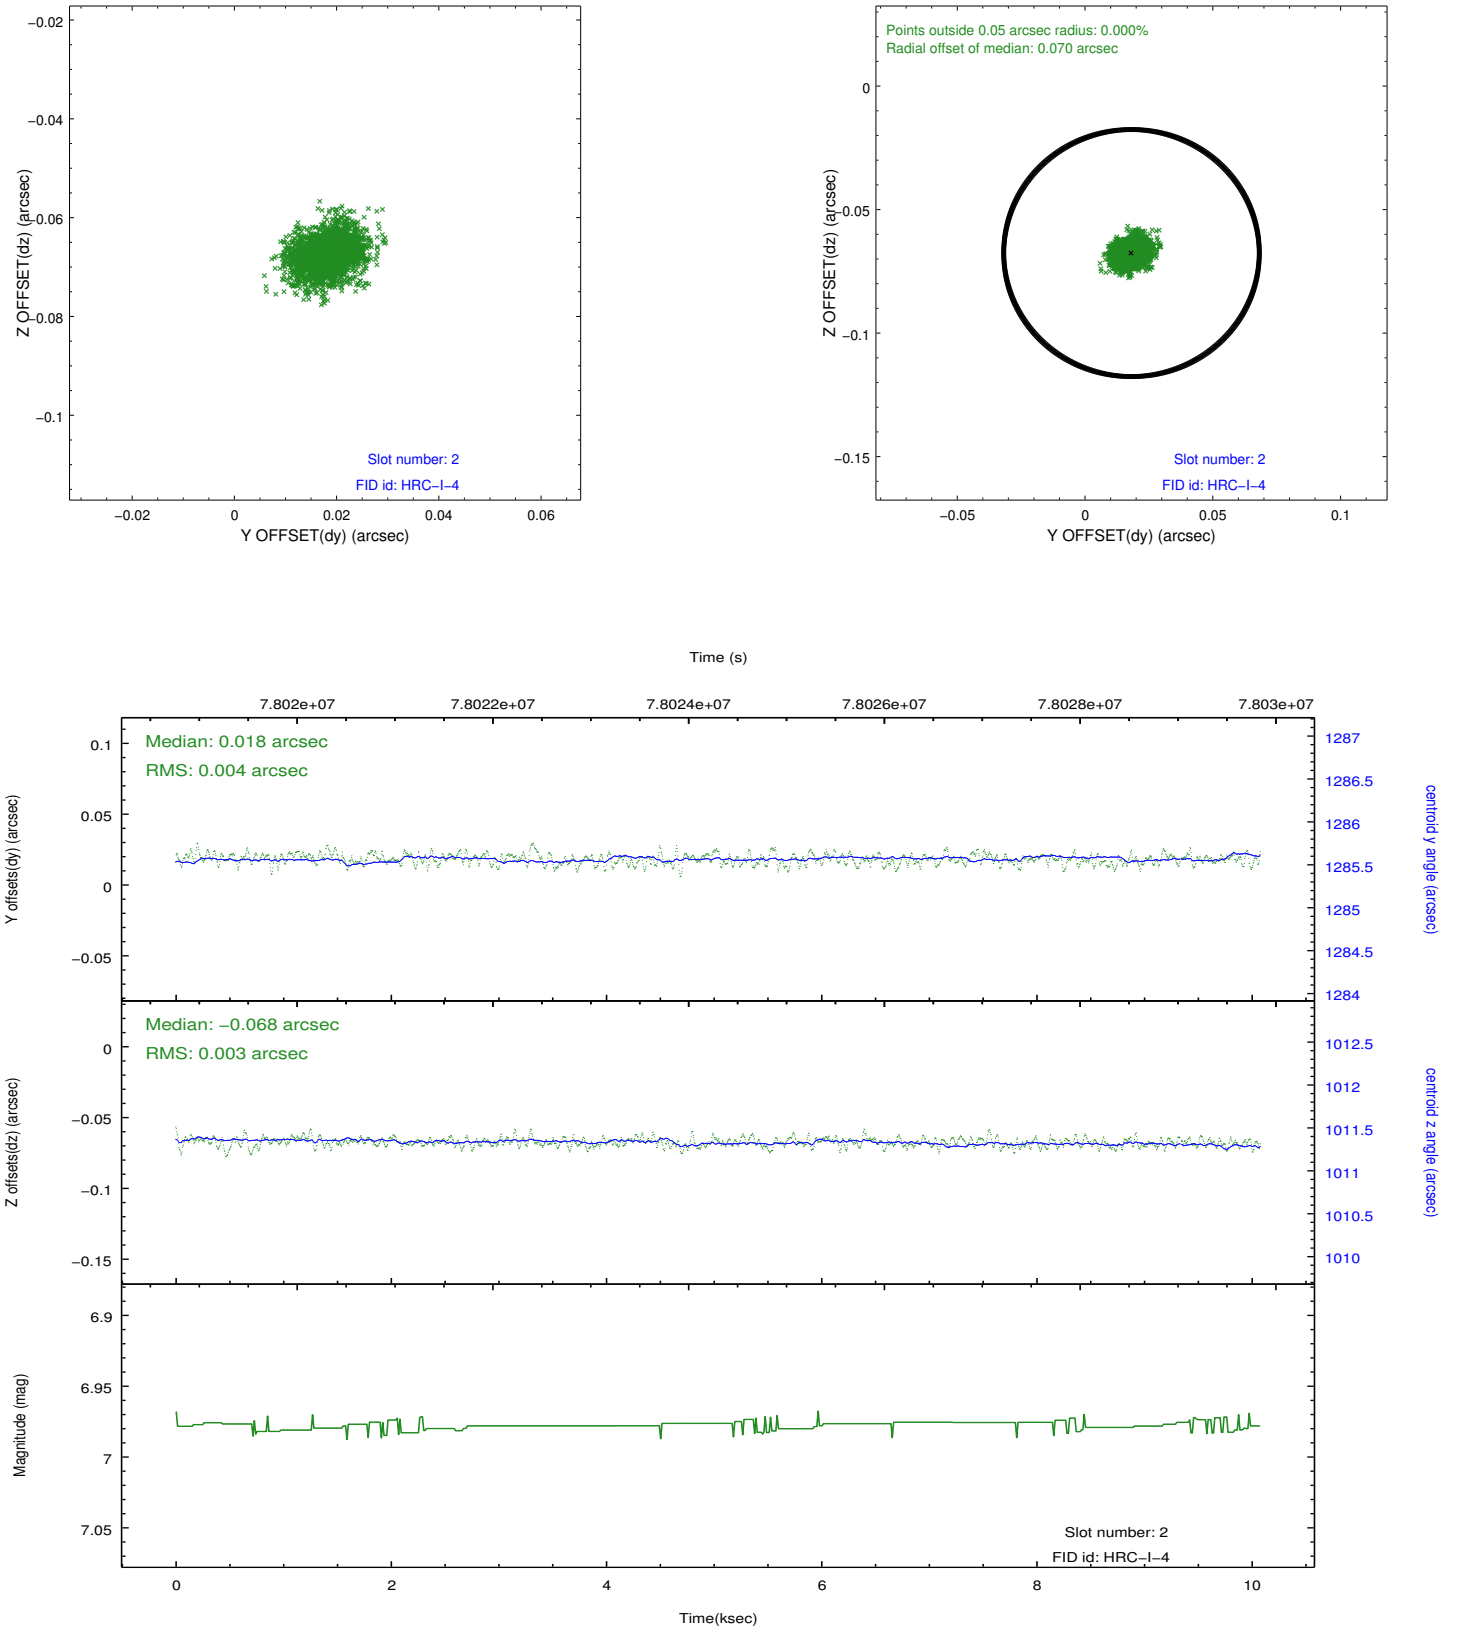 −0.02
−0.04
−0.06
−0.08
−0.1
Z OFFSET(dz) (arcsec)
Slot number: 2
FID id: HRC−I−4
−0.02 0 0.02 0.04 0.06
Y OFFSET(dy) (arcsec)
Points outside 0.05 arcsec radius: 0.000%
Radial offset of median: 0.070 arcsec
0
−0.05
−0.1
−0.15
Z OFFSET(dz) (arcsec)
Slot number: 2
FID id: HRC−I−4
−0.05 0 0.05 0.1
Y OFFSET(dy) (arcsec)
Time (s)
7.802e+07 7.8022e+07 7.8024e+07 7.8026e+07 7.8028e+07 7.803e+07
Median: 0.018 arcsec
RMS: 0.004 arcsec
0.1
0.05
0
−0.05
Y offsets(dy) (arcsec)
1287
1286.5
1286
1285.5
1285
1284.5
1284
centroid y angle (arcsec)
Median: −0.068 arcsec
RMS: 0.003 arcsec
0
−0.05
−0.1
−0.15
Z offsets(dz) (arcsec)
1012.5
1012
1011.5
1011
1010.5
1010
centroid z angle (arcsec)
6.9
6.95
7
7.05
Magnitude (mag)
Slot number: 2
FID id: HRC−I−4
0 2 4 6 8 10
Time(ksec)